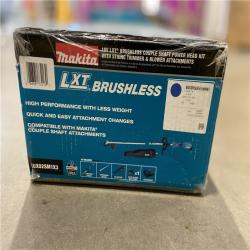 makita
18V LXT BRUSHLESS COUPLE SHAFT POWER HEAD KIT
WITH STRING TRIMMER & BLOWER ATTACHMENTS
LXT BRUSHLESS
HIGH PERFORMANCE WITH LESS WEIGHT
QUICK AND EASY ATTACHMENT CHANGES
COMPATIBLE WITH MAKITA
COUPLE SHAFT ATTACHMENTS
XUX02SM1X3